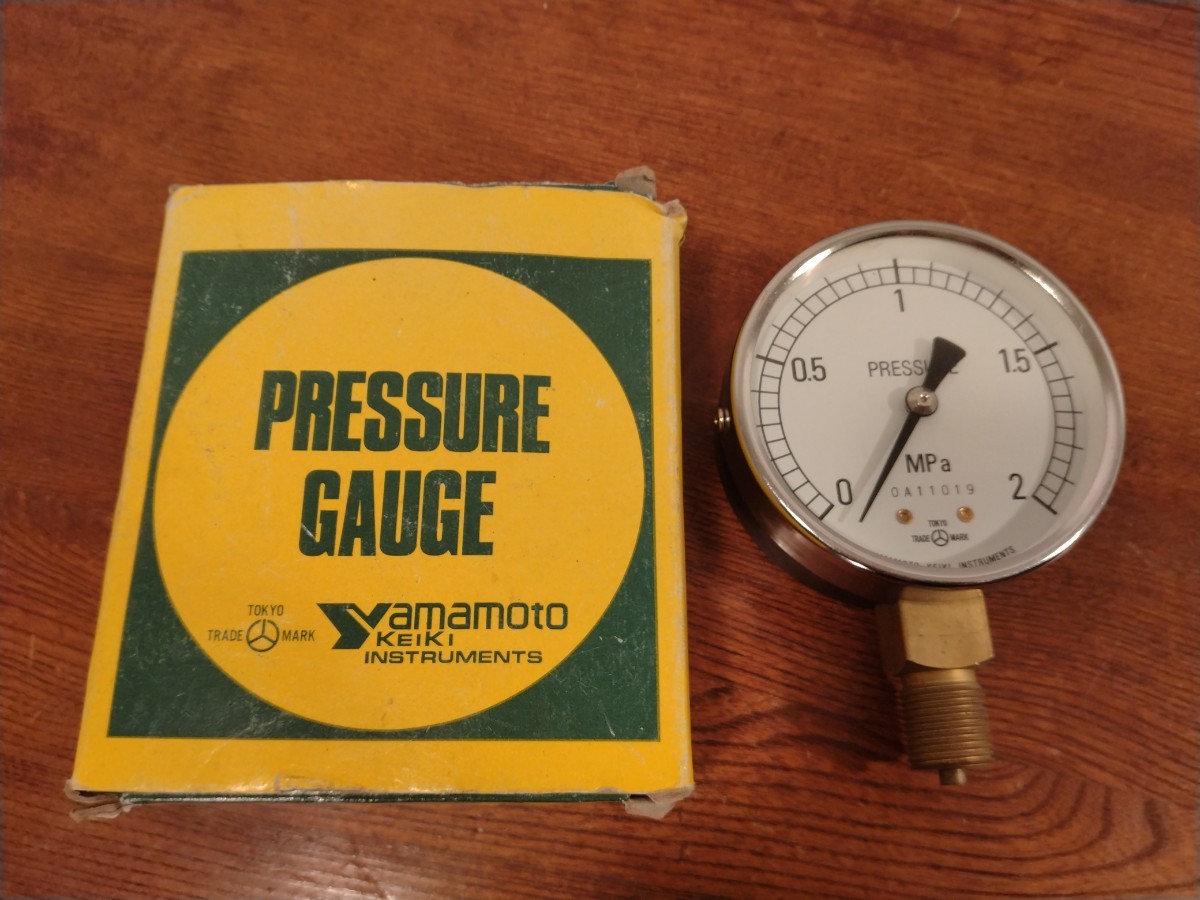 PRESSURE
GAUGE
TOKYO
TRADE MARK
Yamamoto
KEIKI
INSTRUMENTS
1
0.5
1.5
0
2
MPa
0A11019
TOKYO
TRADE MARK
KEIKI INSTRUMENTS